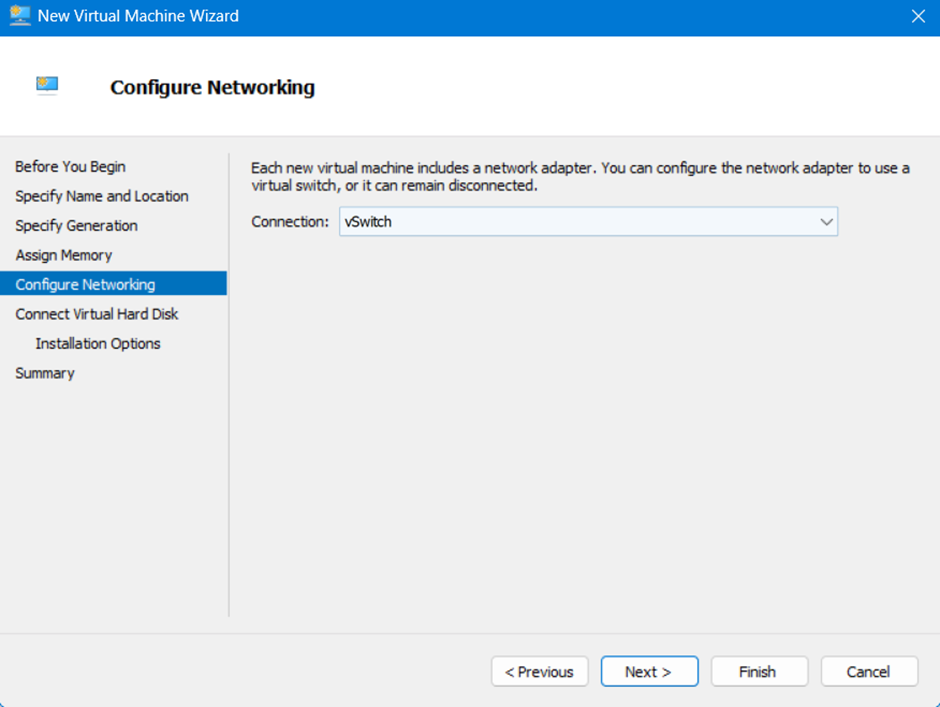 New Virtual Machine Wizard
Configure Networking
Before You Begin
Specify Name and Location
Specify Generation
Assign Memory
Configure Networking
Connect Virtual Hard Disk
Installation Options
Summary
Each new virtual machine includes a network adapter. You can configure the network adapter to use a
virtual switch, or it can remain disconnected.
Connection: vSwitch
< Previous Next > Finish Cancel